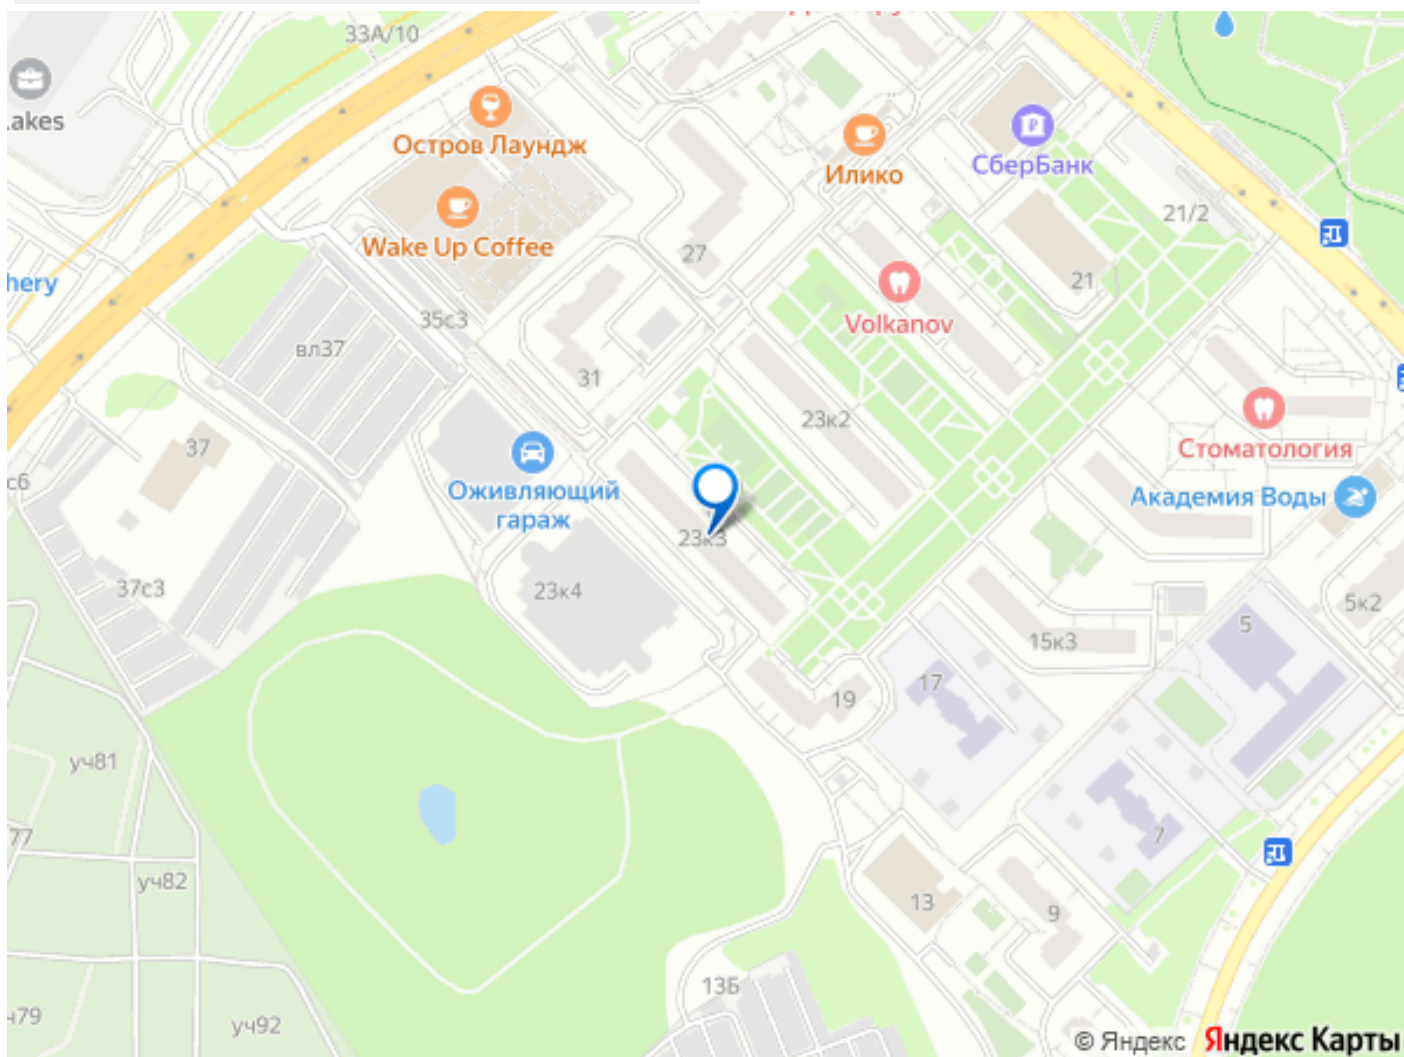 33А/10
.akes
Остров Лаундж
Илико
СберБанк
21/2
Wake Up Coffee
27
21
hery
Volkanov
35с3
вл37
31
23к2
37
Стоматология
с6
Оживляющий
гараж
Академия Воды
23к3
37с3
23к4
5к2
5
15к3
17
19
уч81
77
7
уч82
13
9
13Б
ч79
уч92
© Яндекс Яндекс Карты